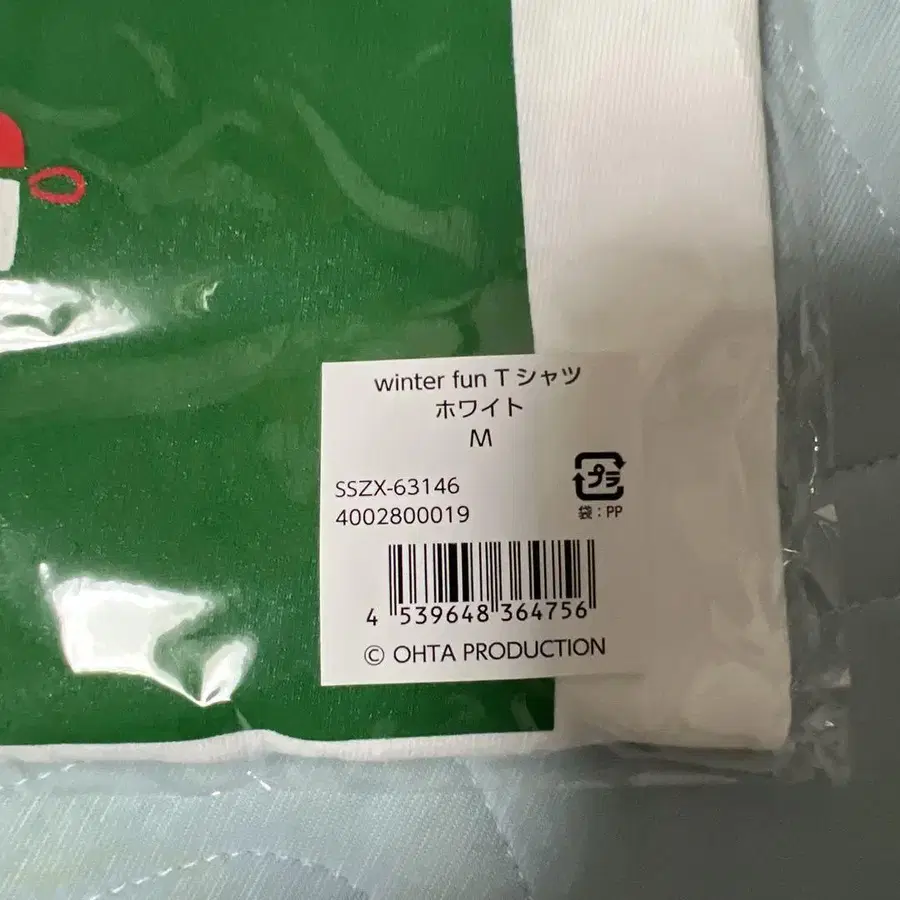 winter fun Tシャツ
ホワイト
M
SSZX-63146
4002800019
プラ
袋:PP
4 539648 364756
© OHTA PRODUCTION